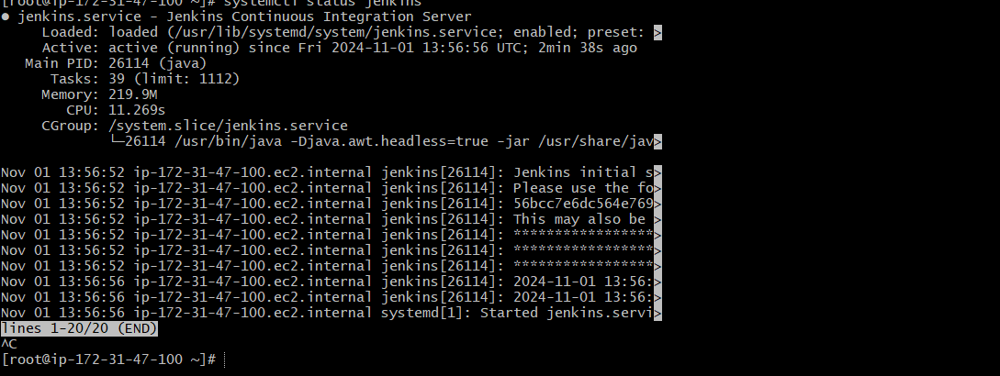 [root@ip-172-31-47-100 ~]# systemctl status jenkins
● jenkins.service - Jenkins Continuous Integration Server
Loaded: loaded (/usr/lib/systemd/system/jenkins.service; enabled; preset: >
Active: active (running) since Fri 2024-11-01 13:56:56 UTC; 2min 38s ago
Main PID: 26114 (java)
Tasks: 39 (limit: 1112)
Memory: 219.9M
CPU: 11.269s
CGroup: /system.slice/jenkins.service
└─26114 /usr/bin/java -Djava.awt.headless=true -jar /usr/share/jav>
Nov 01 13:56:52 ip-172-31-47-100.ec2.internal jenkins[26114]: Jenkins initial s>
Nov 01 13:56:52 ip-172-31-47-100.ec2.internal jenkins[26114]: Please use the fo>
Nov 01 13:56:52 ip-172-31-47-100.ec2.internal jenkins[26114]: 56bcc7e6dc564e769>
Nov 01 13:56:52 ip-172-31-47-100.ec2.internal jenkins[26114]: This may also be >
Nov 01 13:56:52 ip-172-31-47-100.ec2.internal jenkins[26114]: *****************>
Nov 01 13:56:52 ip-172-31-47-100.ec2.internal jenkins[26114]: *****************>
Nov 01 13:56:52 ip-172-31-47-100.ec2.internal jenkins[26114]: *****************>
Nov 01 13:56:56 ip-172-31-47-100.ec2.internal jenkins[26114]: 2024-11-01 13:56:>
Nov 01 13:56:56 ip-172-31-47-100.ec2.internal jenkins[26114]: 2024-11-01 13:56:>
Nov 01 13:56:56 ip-172-31-47-100.ec2.internal systemd[1]: Started jenkins.servi>
lines 1-20/20 (END)
^C
[root@ip-172-31-47-100 ~]#